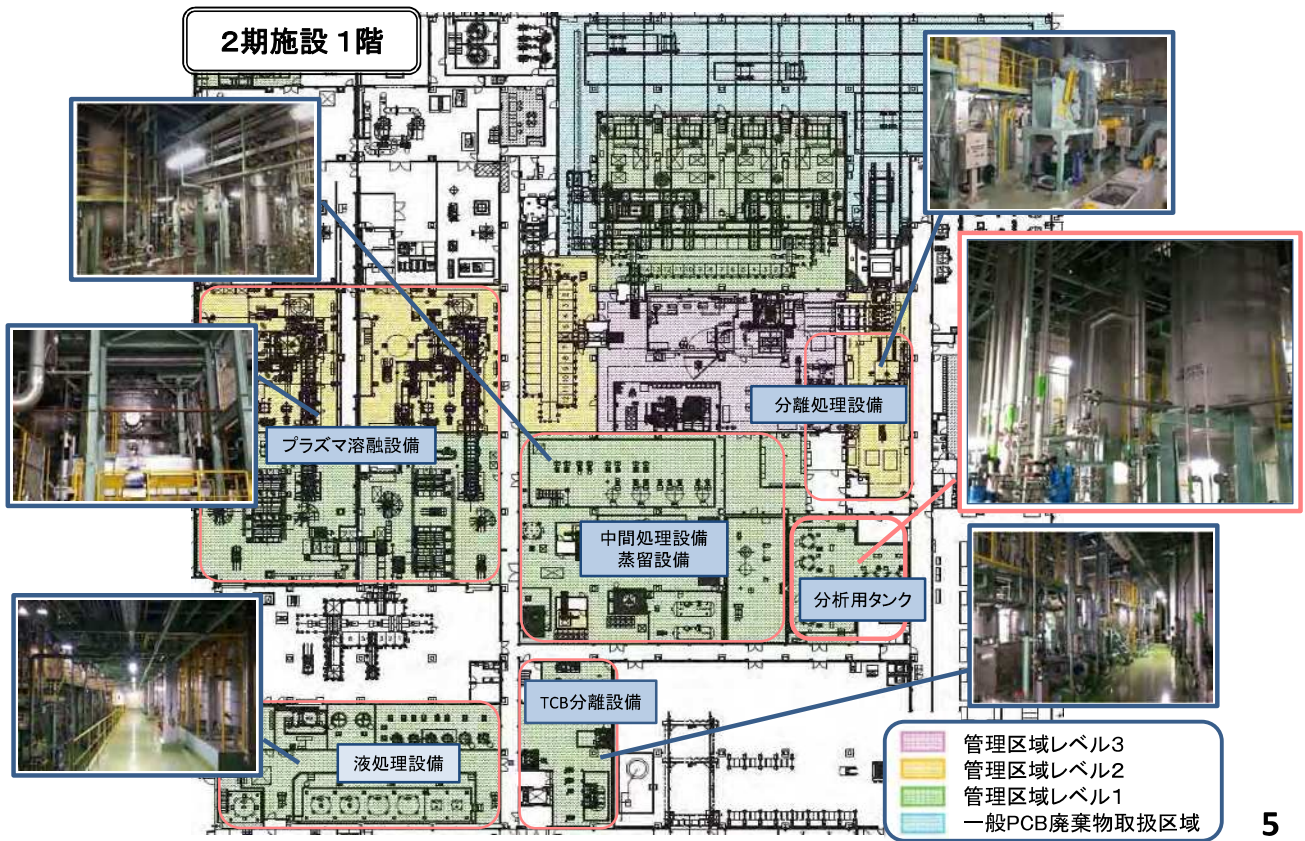 ２期施設１階
プラズマ溶融設備
分離処理設備
中間処理設備
蒸留設備
分析用タンク
TCB分離設備
液処理設備
管理区域レベル３
管理区域レベル２
管理区域レベル１
一般PCB廃棄物取扱区域
5